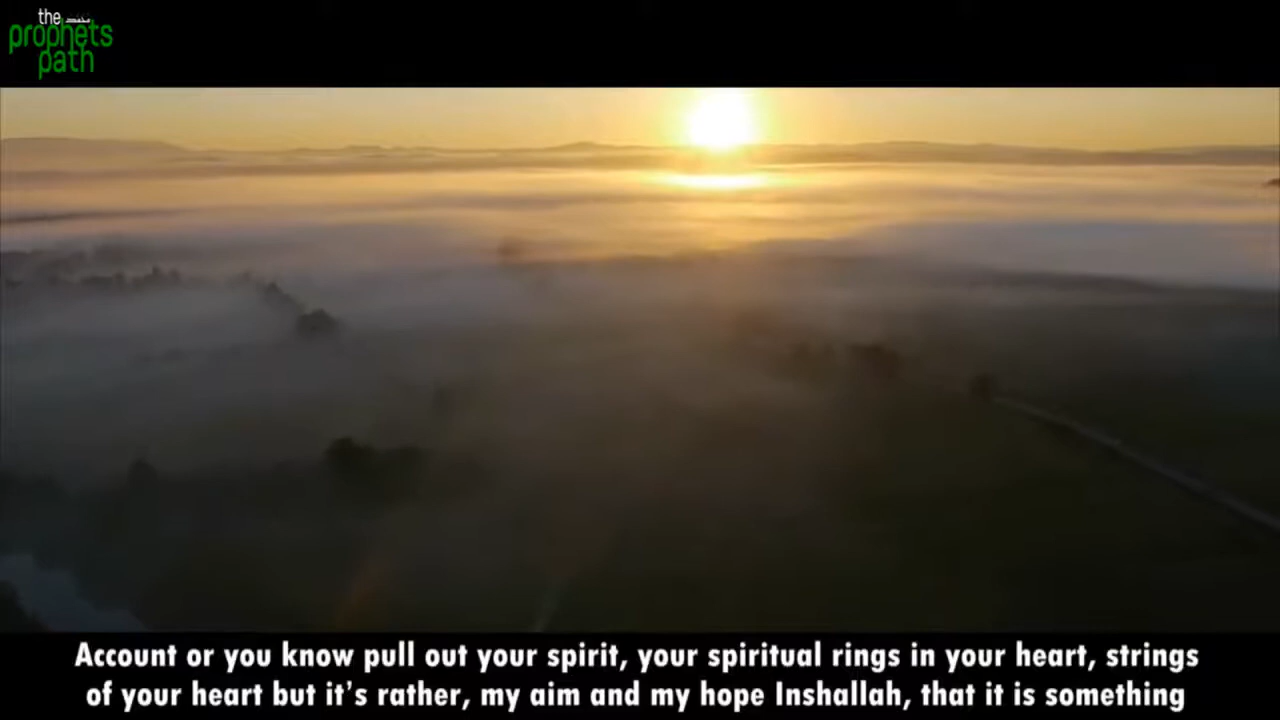 the
prophets
path
Account or you know pull out your spirit, your spiritual rings in your heart, strings
of your heart but it's rather, my aim and my hope Inshallah, that it is something